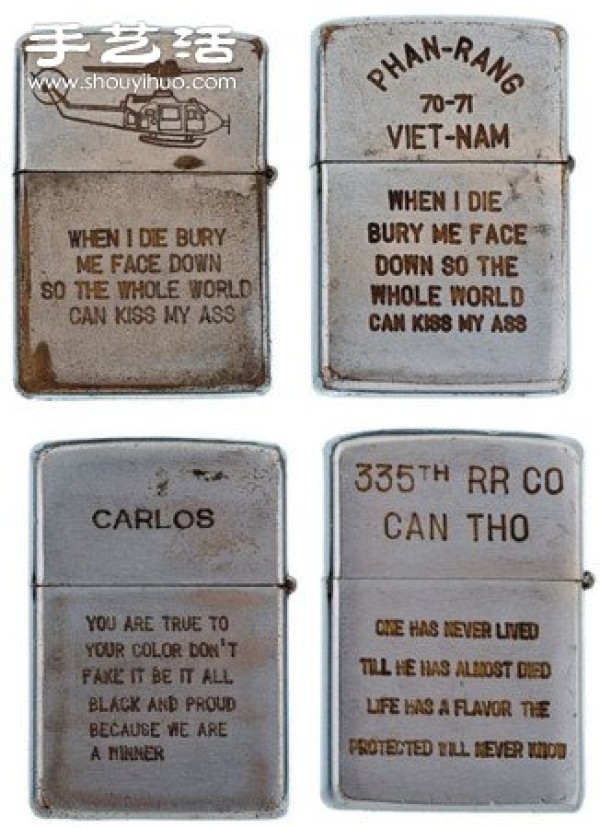 手艺活
www.shouyihuo.com
WHEN I DIE BURY
ME FACE DOWN
SO THE WHOLE WORLD
CAN KISS MY ASS
PHAN-RANG
70-71
VIET-NAM
WHEN I DIE
BURY ME FACE
DOWN SO THE
WHOLE WORLD
CAN KISS MY ASS
CARLOS
YOU ARE TRUE TO
YOUR COLOR DON'T
FAKE IT BE IT ALL
BLACK AND PROUD
BECAUSE WE ARE
A WINNER
335TH RR CO
CAN THO
ONE HAS NEVER LIVED
TILL HE HAS ALMOST DIED
LIFE HAS A FLAVOR THE
PROTECTED WILL NEVER KNOW